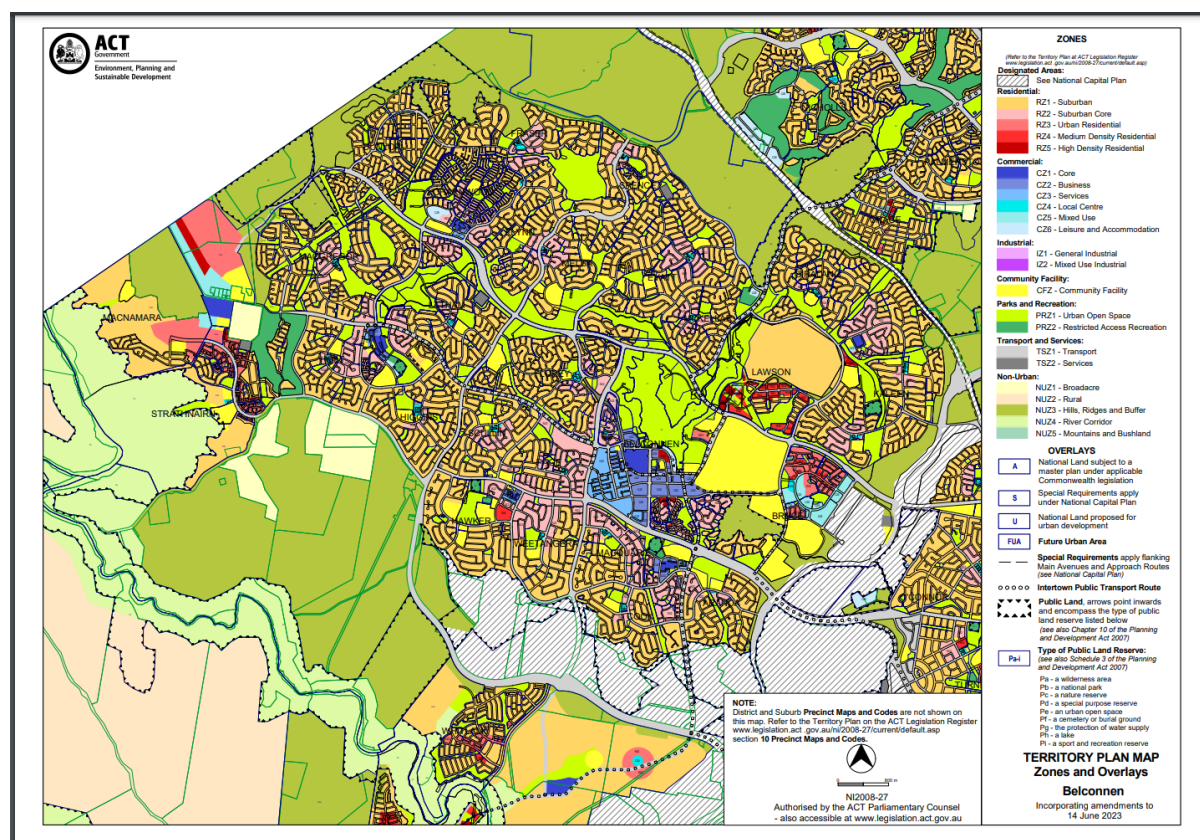 ACT
Government
Environment, Planning and
Sustainable Development
NICHOLLS
FRASER
SPENCE
MACNAMARA
STRATHNAIRN
LAWSON
HAWKER
WEETANGERA
BELCONNEN
ZONES
(Refer to the Territory Plan at ACT Legislation Register
www.legislation.act .gov.au/ni/2008-27/current/default.asp)
Designated Areas:
See National Capital Plan
Residential:
RZ1 - Suburban
RZ2 - Suburban Core
RZ3 - Urban Residential
RZ4 - Medium Density Residential
RZ5 - High Density Residential
Commercial:
CZ1 - Core
CZ2 - Business
CZ3 - Services
CZ4 - Local Centre
CZ5 - Mixed Use
CZ6 - Leisure and Accommodation
Industrial:
IZ1 - General Industrial
IZ2 - Mixed Use Industrial
Community Facility:
CFZ - Community Facility
Parks and Recreation:
PRZ1 - Urban Open Space
PRZ2 - Restricted Access Recreation
Transport and Services:
TSZ1 - Transport
TSZ2 - Services
Non-Urban:
NUZ1 - Broadacre
NUZ2 - Rural
NUZ3 - Hills, Ridges and Buffer
NUZ4 - River Corridor
NUZ5 - Mountains and Bushland
OVERLAYS
A
National Land subject to a
master plan under applicable
Commonwealth legislation
S
Special Requirements apply
under National Capital Plan
U
National Land proposed for
urban development
FUA
Future Urban Area
Special Requirements apply flanking
Main Avenues and Approach Routes
(see National Capital Plan)
Intertown Public Transport Route
Public Land, arrows point inwards
and encompass the type of public
land reserve listed below
(see also Chapter 10 of the Planning
and Development Act 2007)
Pa-i
Type of Public Land Reserve:
(see also Schedule 3 of the Planning
and Development Act 2007)
Pa - a wilderness area
Pb - a national park
Pc - a nature reserve
Pd - a special purpose reserve
Pe - an urban open space
Pf - a cemetery or burial ground
Pg - the protection of water supply
Ph - a lake
Pi - a sport and recreation reserve
TERRITORY PLAN MAP
Zones and Overlays
Belconnen
Incorporating amendments to
14 June 2023
NOTE:
District and Suburb Precinct Maps and Codes are not shown on
this map. Refer to the Territory Plan on the ACT Legislation Register
www.legislation.act .gov.au/ni/2008-27/current/default.asp
section 10 Precinct Maps and Codes.
NI2008-27
Authorised by the ACT Parliamentary Counsel
- also accessible at www.legislation.act.gov.au